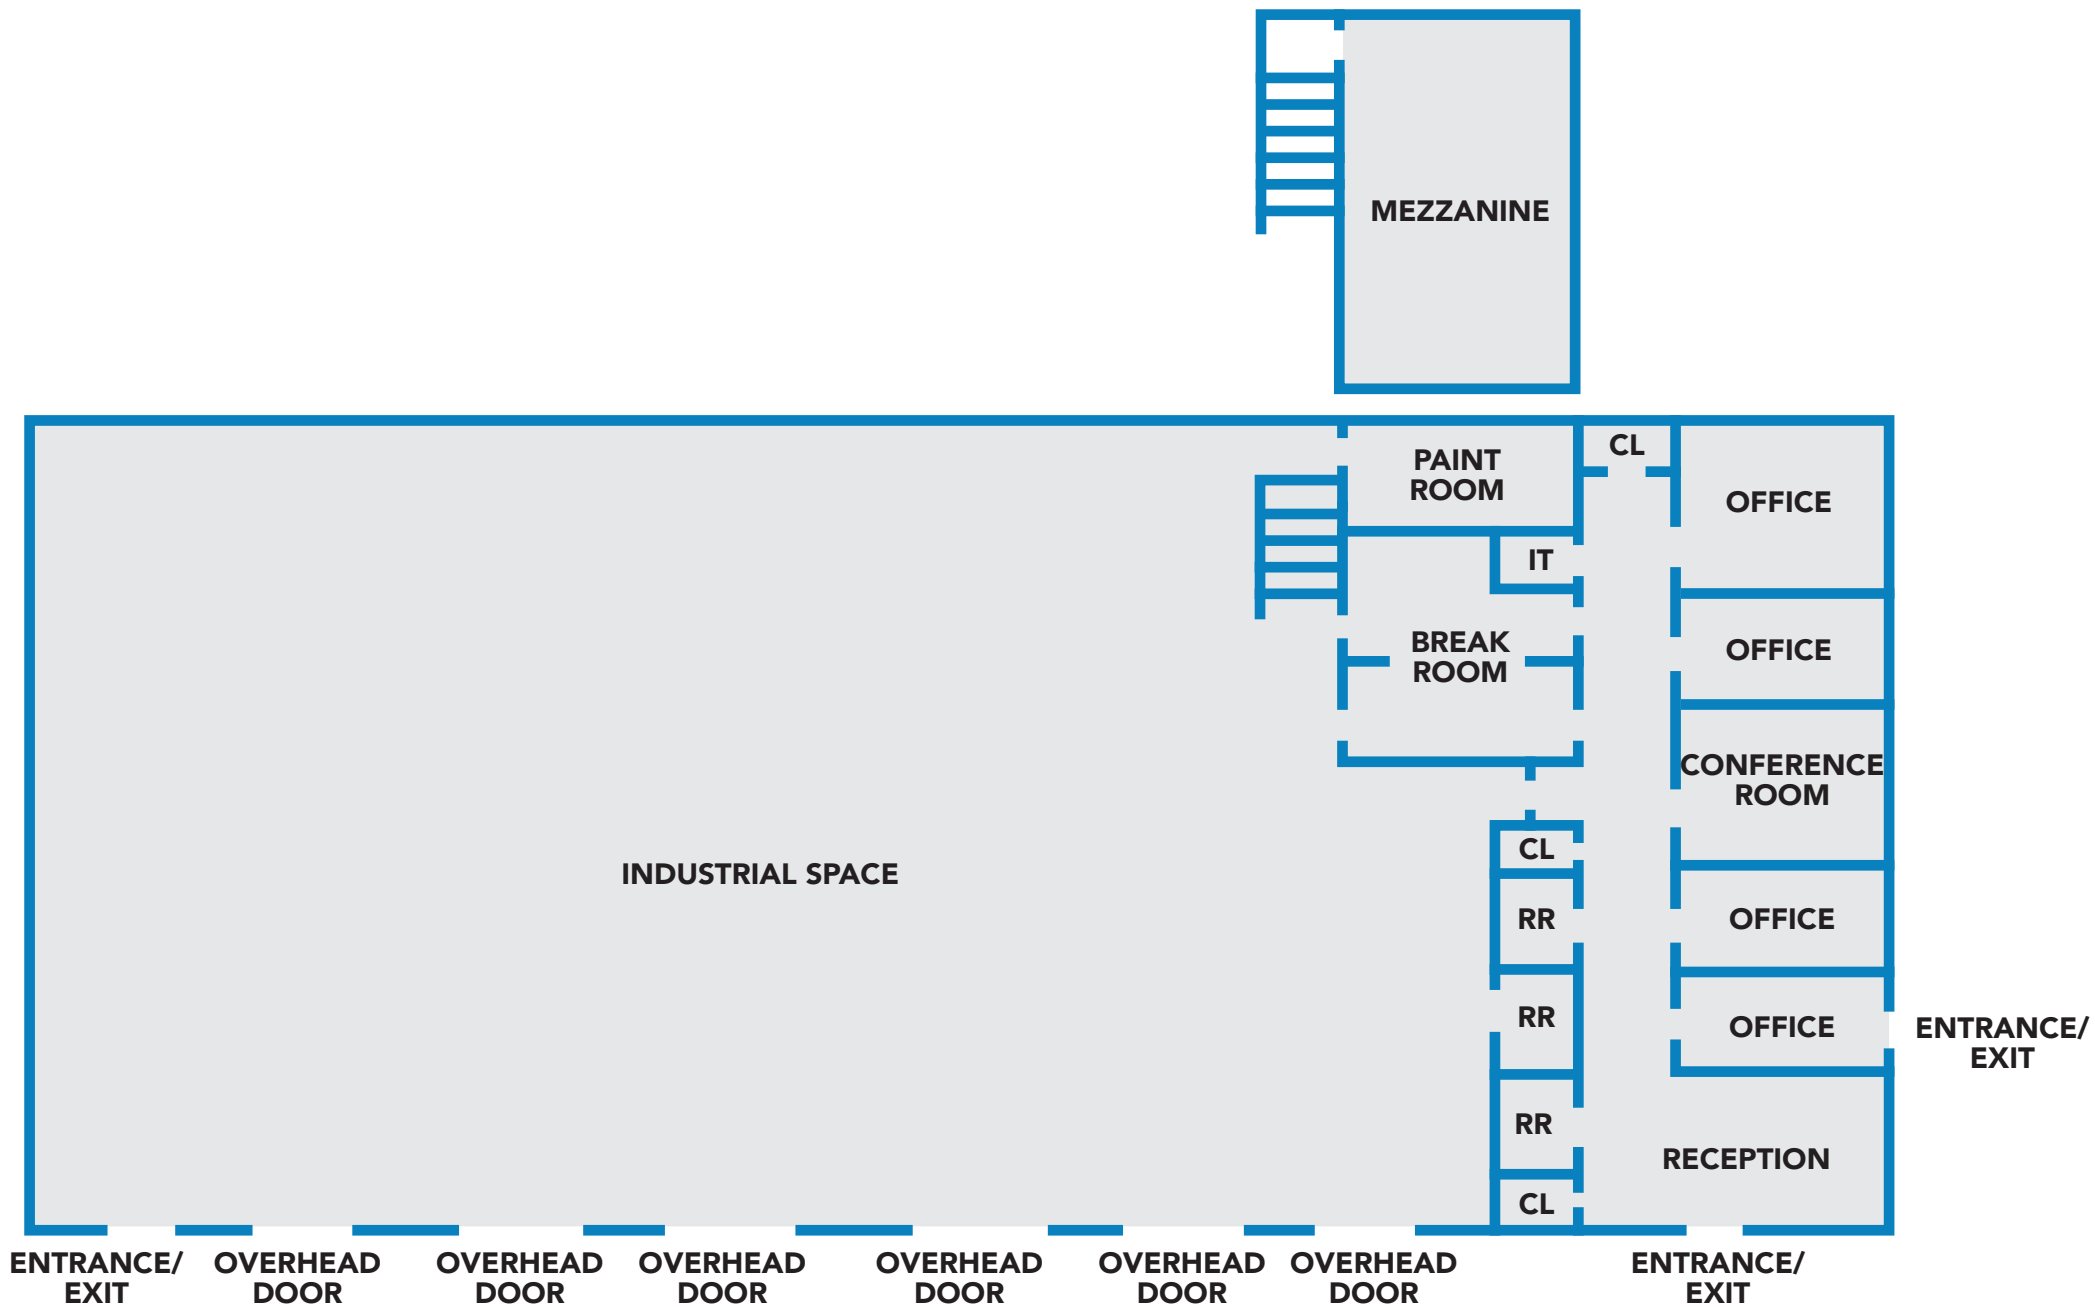 MEZZANINE
PAINT
ROOM
CL
OFFICE
IT
BREAK
ROOM
OFFICE
CONFERENCE
ROOM
INDUSTRIAL SPACE
CL
RR
OFFICE
RR
OFFICE
ENTRANCE/
EXIT
RR
RECEPTION
CL
ENTRANCE/
EXIT
OVERHEAD
DOOR
OVERHEAD
DOOR
OVERHEAD
DOOR
OVERHEAD
DOOR
OVERHEAD
DOOR
OVERHEAD
DOOR
ENTRANCE/
EXIT